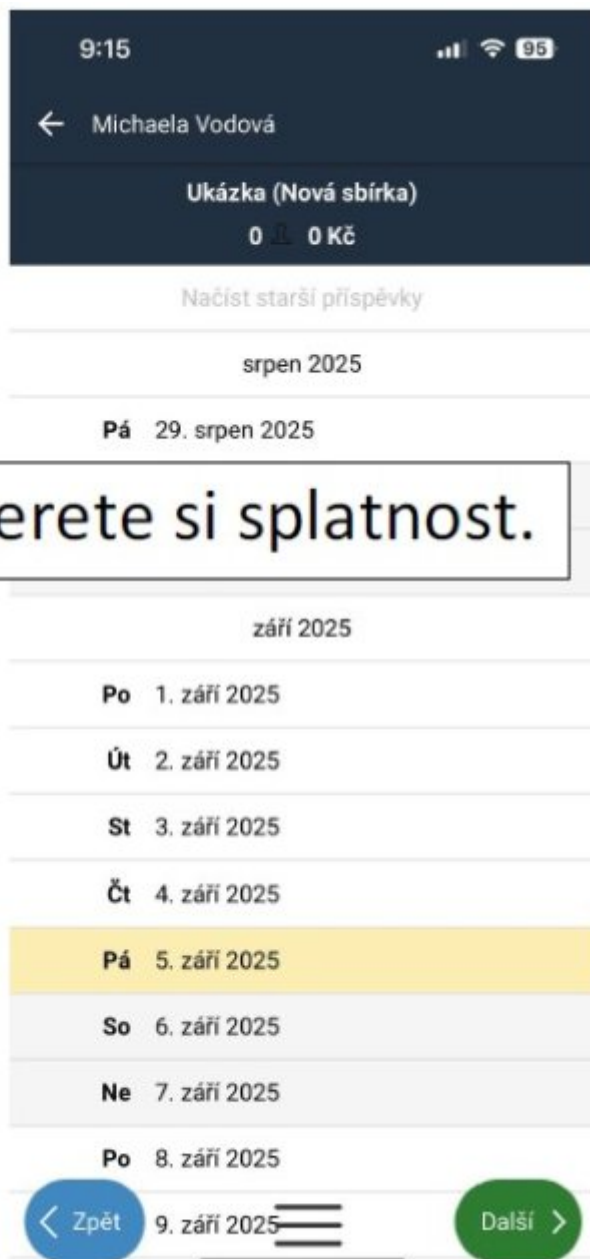 9:15 95
Michaela Vodová
Ukázka (Nová sbírka)
0 0 Kč
Načíst starší příspěvky
srpen 2025
Pá 29. srpen 2025
erete si splatnost.
září 2025
Po 1. září 2025
Út 2. září 2025
St 3. září 2025
Čt 4. září 2025
Pá 5. září 2025
So 6. září 2025
Ne 7. září 2025
Po 8. září 2025
Zpět 9. září 2025 Další